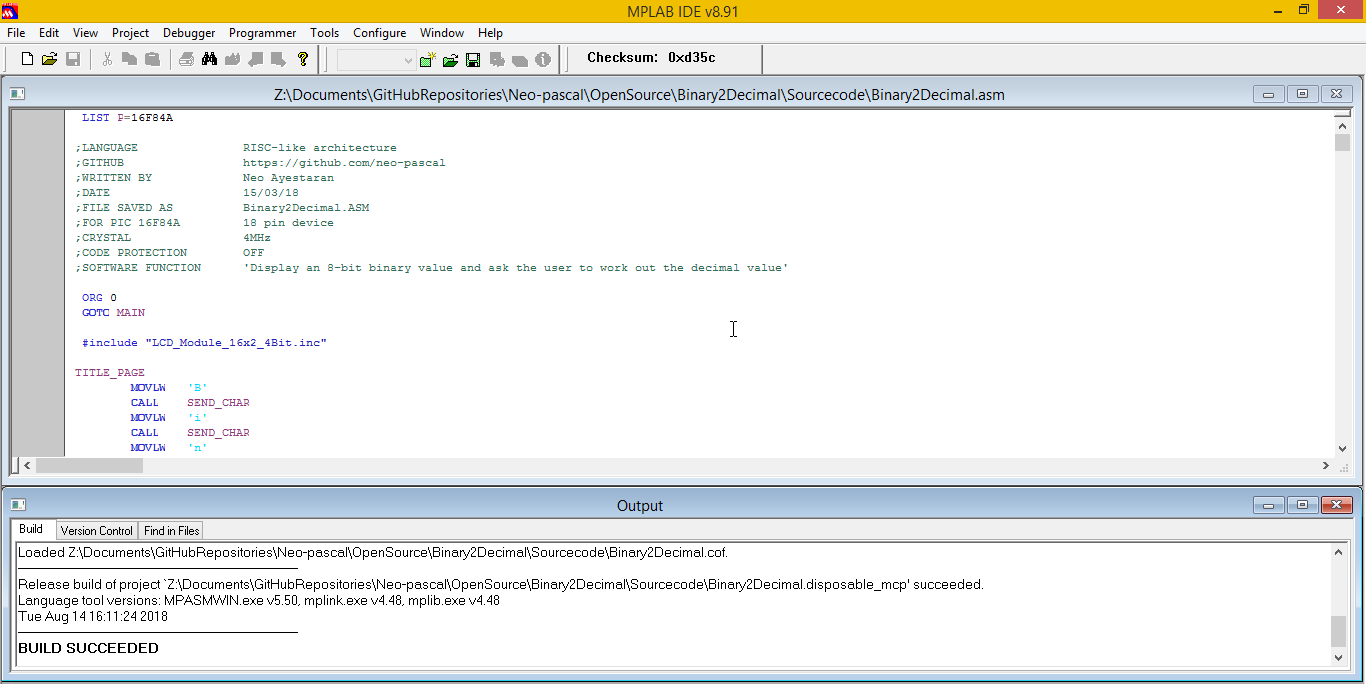 MPLAB IDE v8.91
File Edit View Project Debugger Programmer Tools Configure Window Help
Checksum: 0xd35c
Z:\Documents\GitHubRepositories\Neo-pascal\OpenSource\Binary2Decimal\Sourcecode\Binary2Decimal.asm
LIST P=16F84A
;LANGUAGE RISC-like architecture
;GITHUB https://github.com/neo-pascal
;WRITTEN BY Neo Ayestaran
;DATE 15/03/18
;FILE SAVED AS Binary2Decimal.ASM
;FOR PIC 16F84A 18 pin device
;CRYSTAL 4MHz
;CODE PROTECTION OFF
;SOFTWARE FUNCTION 'Display an 8-bit binary value and ask the user to work out the decimal value'
ORG 0
GOTO MAIN
#include "LCD_Module_16x2_4Bit.inc"
TITLE_PAGE
MOVLW 'B'
CALL SEND_CHAR
MOVLW 'i'
CALL SEND_CHAR
MOVLW 'n'
Output
Build Version Control Find in Files
Loaded Z:\Documents\GitHubRepositories\Neo-pascal\OpenSource\Binary2Decimal\Sourcecode\Binary2Decimal.cof.
Release build of project `Z:\Documents\GitHubRepositories\Neo-pascal\OpenSource\Binary2Decimal\Sourcecode\Binary2Decimal.disposable_mcp' succeeded.
Language tool versions: MPASMWIN.exe v5.50, mplink.exe v4.48, mplib.exe v4.48
Tue Aug 14 16:11:24 2018
BUILD SUCCEEDED